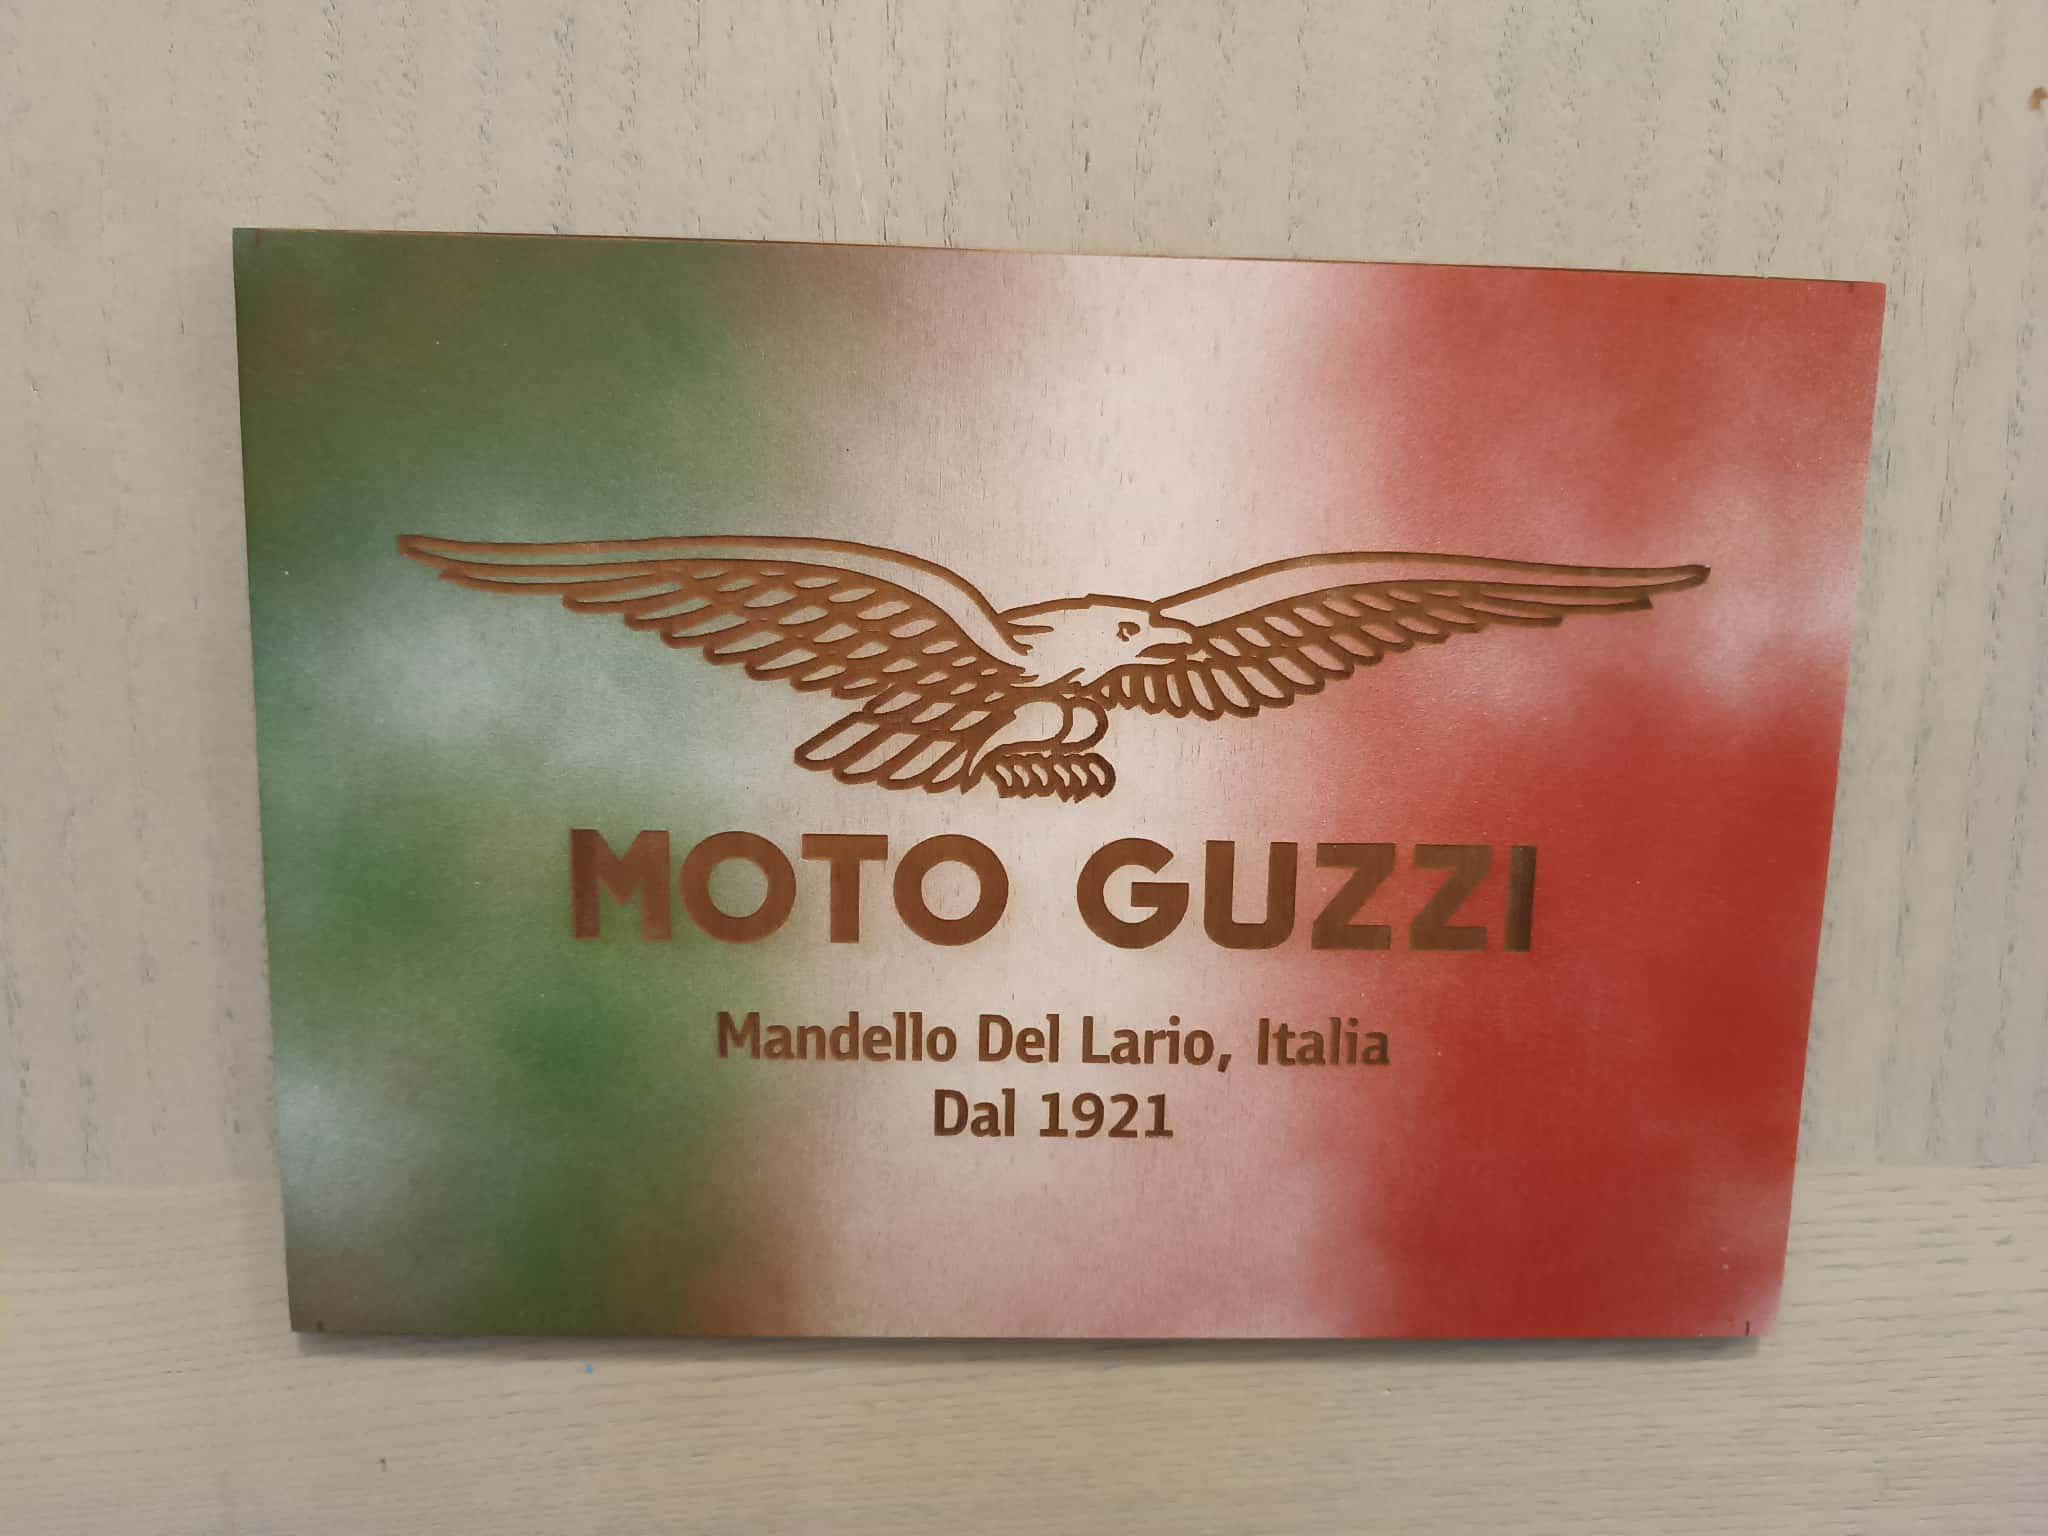 MOTO GUZZI
Mandello Del Lario, Italia
Dal 1921